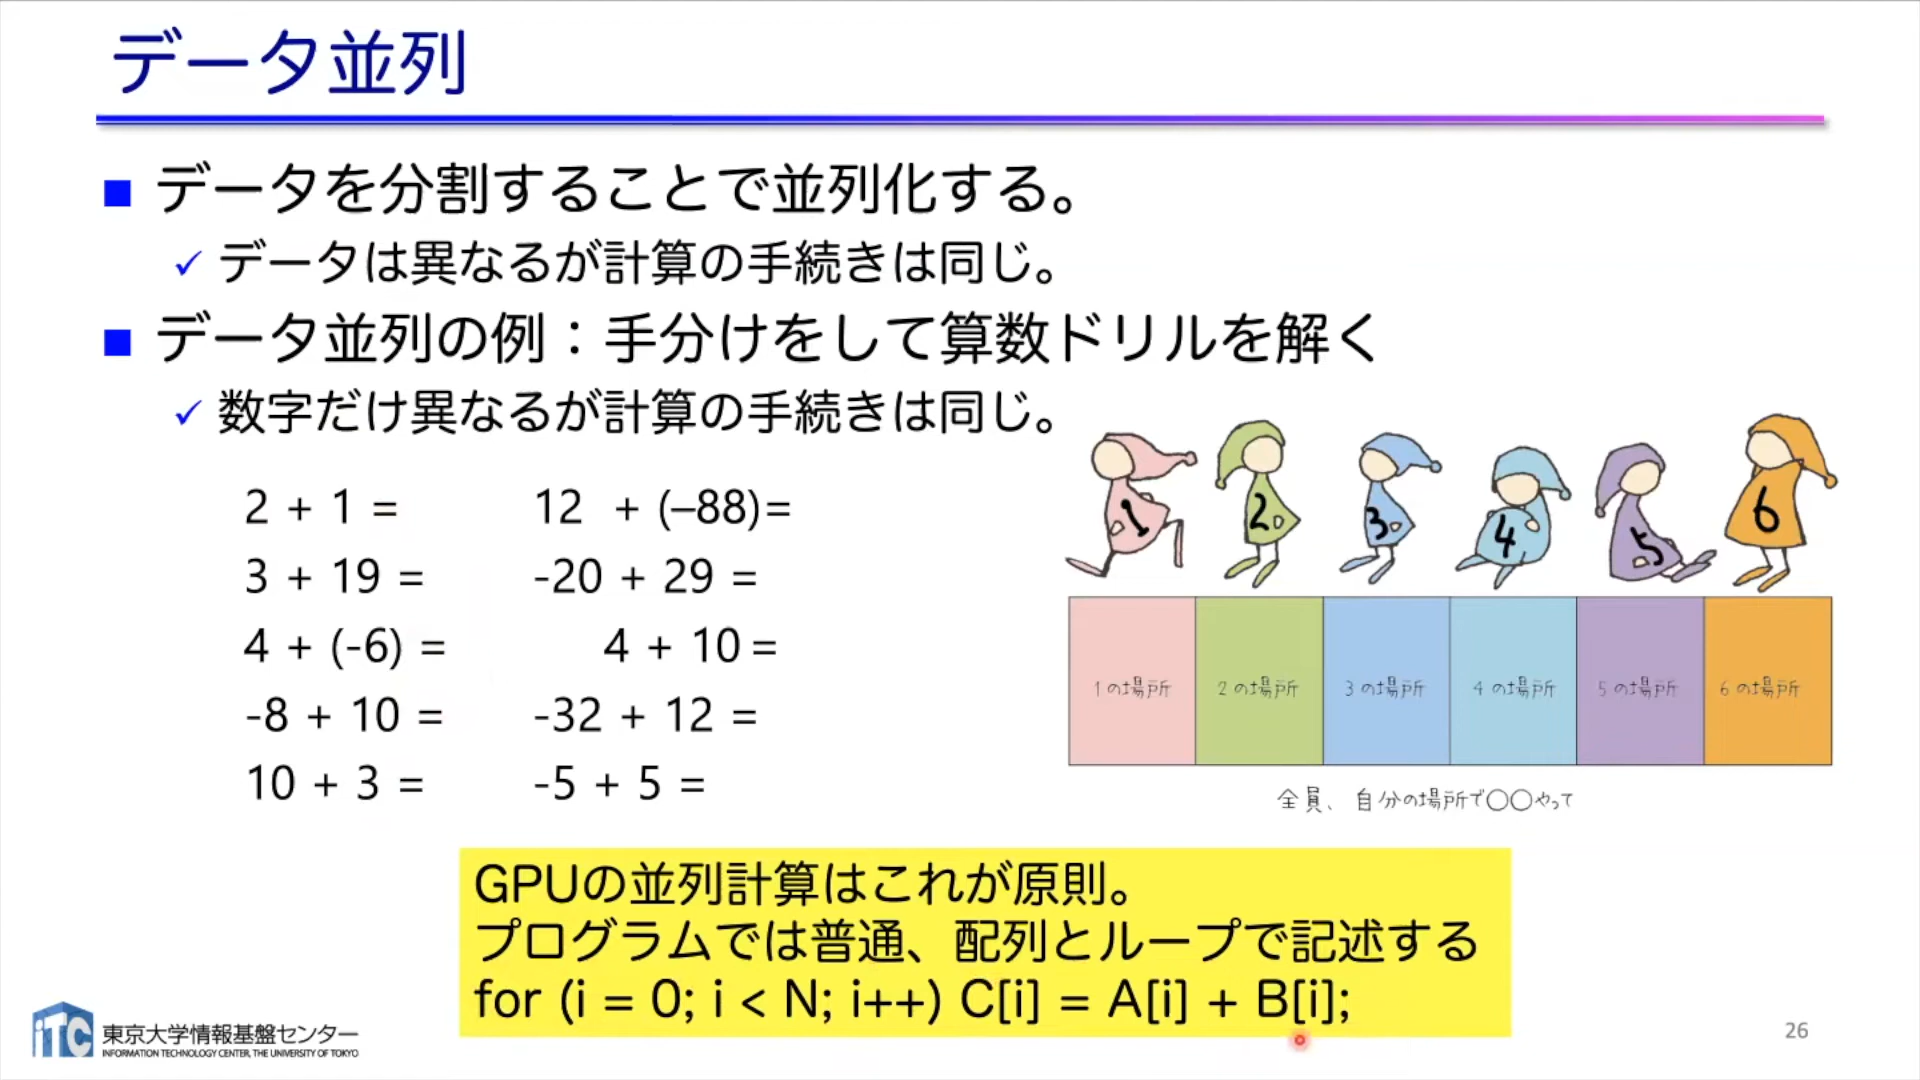 データ並列
データを分割することで並列化する。
データは異なるが計算の手続きは同じ。
データ並列の例：手分けをして算数ドリルを解く
数字だけ異なるが計算の手続きは同じ。
2 + 1 =
3 + 19 =
4 + (-6) =
-8 + 10 =
10 + 3 =
12 + (–88)=
-20 + 29 =
4 + 10 =
-32 + 12 =
-5 + 5 =
1 2 3 4 5 6
1の場所 2の場所 3の場所 4の場所 5の場所 6の場所
全員、自分の場所で○○やって
GPUの並列計算はこれが原則。
プログラムでは普通、配列とループで記述する
for (i = 0; i < N; i++) C[i] = A[i] + B[i];
iTC 東京大学情報基盤センター
INFORMATION TECHNOLOGY CENTER, THE UNIVERSITY OF TOKYO
26